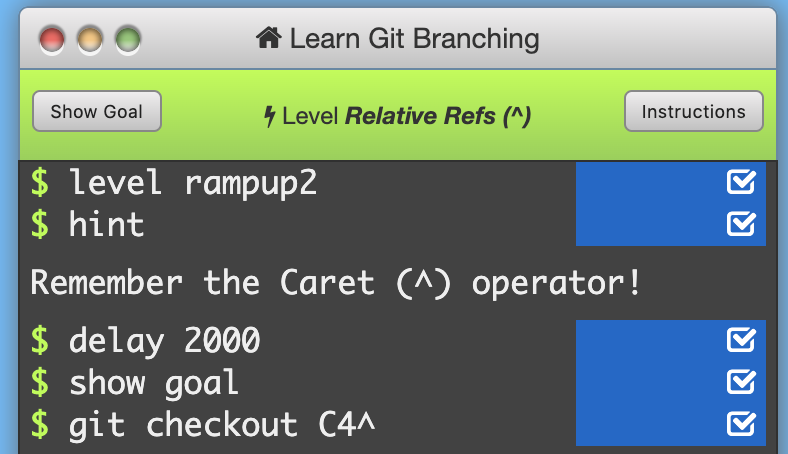 Learn Git Branching
Show Goal
Level Relative Refs (^)
Instructions
$ level rampup2
$ hint
Remember the Caret (^) operator!
$ delay 2000
$ show goal
$ git checkout C4^